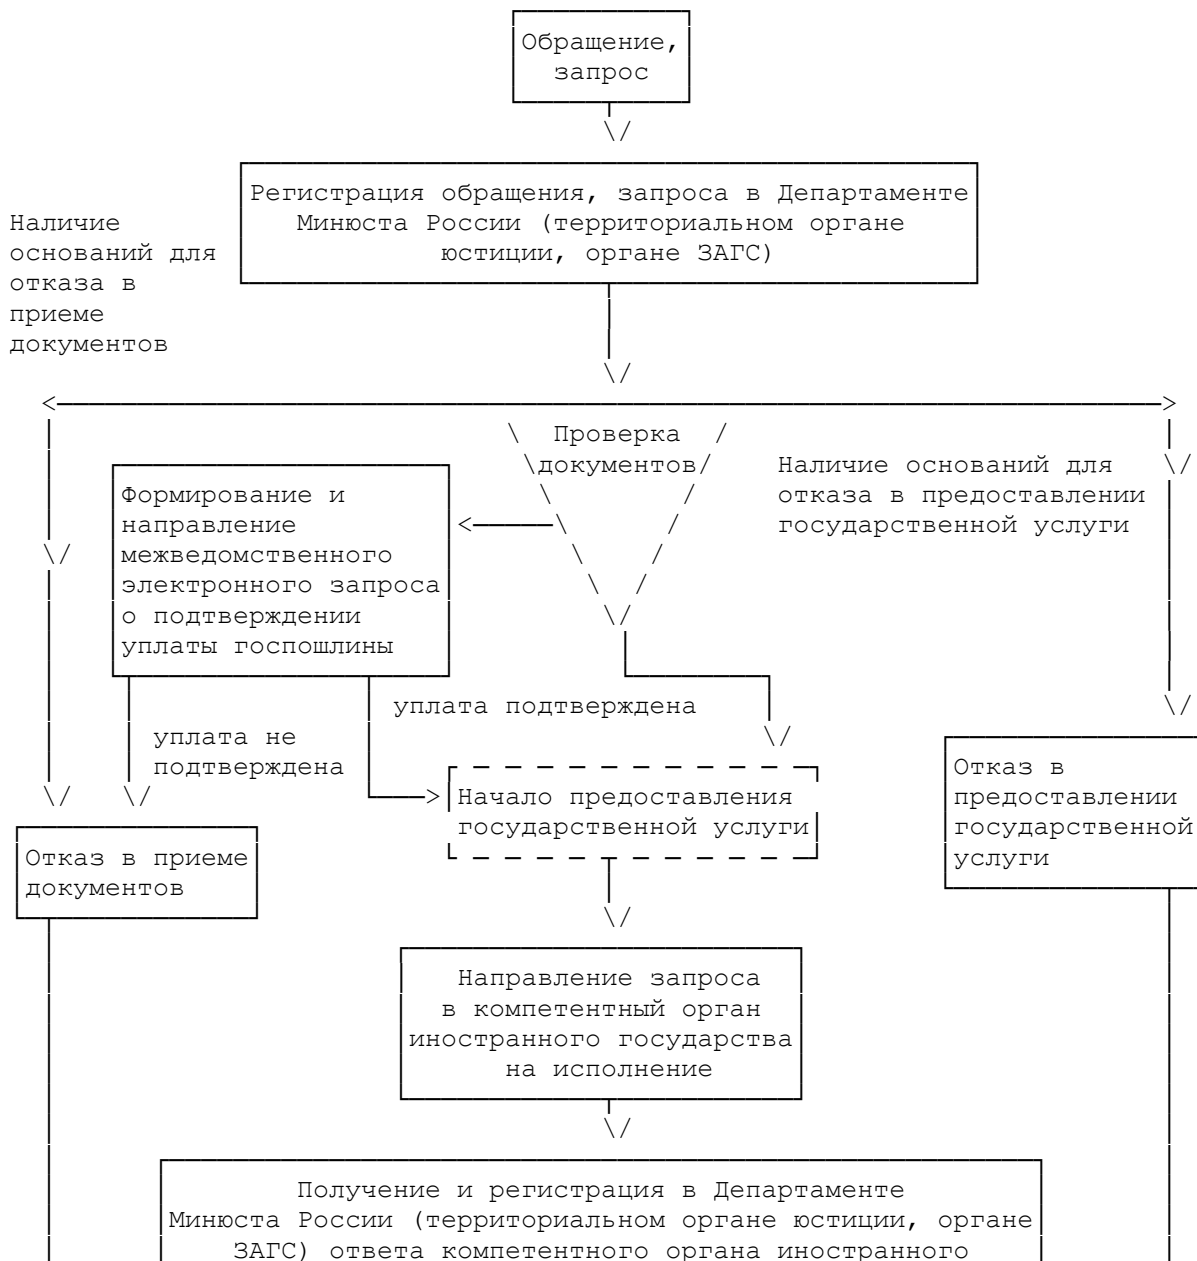 Обращение,
запрос
Регистрация обращения, запроса в Департаменте
Минюста России (территориальном органе
юстиции, органе ЗАГС)
Наличие
оснований для
отказа в
приеме
документов
Проверка
документов
Наличие оснований для
отказа в предоставлении
государственной услуги
Формирование и
направление
межведомственного
электронного запроса
о подтверждении
уплаты госпошлины
уплата подтверждена
уплата не
подтверждена
Начало предоставления
государственной услуги
Отказ в
предоставлении
государственной
услуги
Отказ в приеме
документов
Направление запроса
в компетентный орган
иностранного государства
на исполнение
Получение и регистрация в Департаменте
Минюста России (территориальном органе юстиции, органе
ЗАГС) ответа компетентного органа иностранного